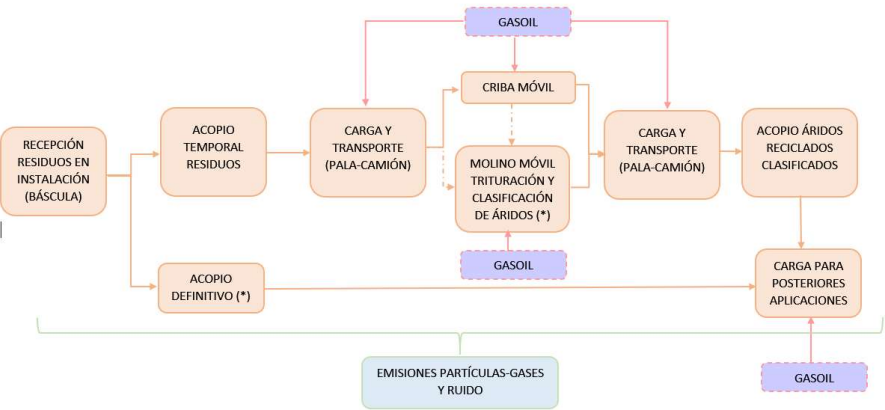 GASOIL
CRIBA MÓVIL
RECEPCIÓN
RESIDUOS EN
INSTALACIÓN
(BÁSCULA)
ACOPIO
TEMPORAL
RESIDUOS
CARGA Y
TRANSPORTE
(PALA-CAMIÓN)
MOLINO MÓVIL
TRITURACIÓN Y
CLASIFICACIÓN
DE ÁRIDOS (*)
CARGA Y
TRANSPORTE
(PALA-CAMIÓN)
ACOPIO ÁRIDOS
RECICLADOS
CLASIFICADOS
GASOIL
ACOPIO
DEFINITIVO (*)
CARGA PARA
POSTERIORES
APLICACIONES
EMISIONES PARTÍCULAS-GASES
Y RUIDO
GASOIL